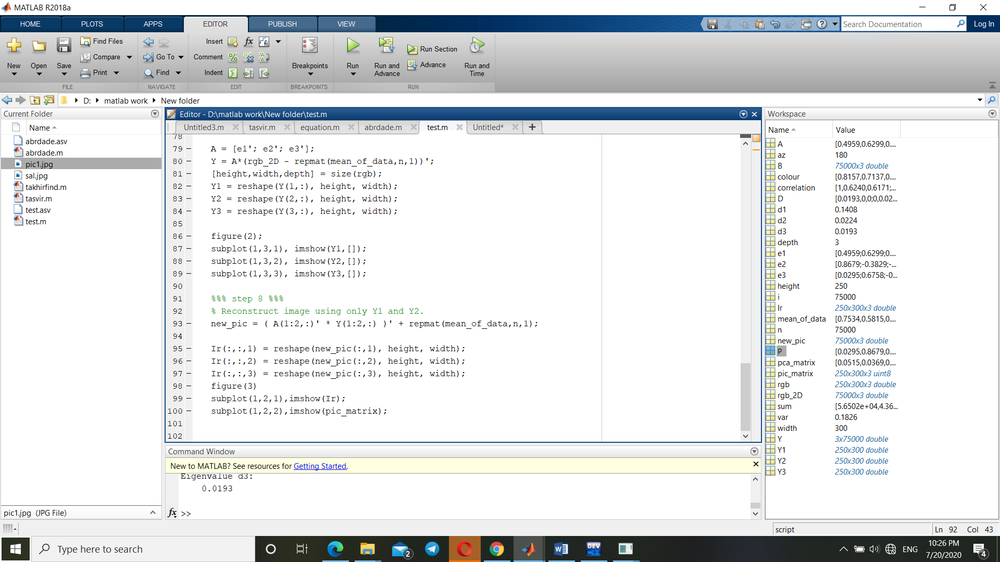 MATLAB R2018a
HOME PLOTS APPS EDITOR PUBLISH VIEW
Search Documentation Log In
Find Files Insert fx fi
Compare Go To Comment Run Section
New Open Save Print Find Indent Breakpoints Run Run and Advance Advance Run and Time
FILE NAVIGATE EDIT BREAKPOINTS RUN
D: matlab work New folder
Current Folder
Name
abrdade.asv
abrdade.m
pic1.jpg
sal.jpg
takhirfind.m
tasvir.m
test.asv
test.m
pic1.jpg (JPG File)
Editor - D:\matlab work\New folder\test.m
Untitled3.m tasvir.m equation.m abrdade.m test.m Untitled*
78
79 – A = [e1'; e2'; e3'];
80 – Y = A*(rgb_2D - repmat(mean_of_data,n,1))';
81 – [height,width,depth] = size(rgb);
82 – Y1 = reshape(Y(1,:), height, width);
83 – Y2 = reshape(Y(2,:), height, width);
84 – Y3 = reshape(Y(3,:), height, width);
85
86 – figure(2);
87 – subplot(1,3,1), imshow(Y1,[]);
88 – subplot(1,3,2), imshow(Y2,[]);
89 – subplot(1,3,3), imshow(Y3,[]);
90
91 %%% step 8 %%%
92 % Reconstruct image using only Y1 and Y2.
93 – new_pic = ( A(1:2,:)' * Y(1:2,:) )' + repmat(mean_of_data,n,1);
94
95 – Ir(:,:,1) = reshape(new_pic(:,1), height, width);
96 – Ir(:,:,2) = reshape(new_pic(:,2), height, width);
97 – Ir(:,:,3) = reshape(new_pic(:,3), height, width);
98 – figure(3)
99 – subplot(1,2,1),imshow(Ir);
100 – subplot(1,2,2),imshow(pic_matrix);
101
102
Command Window
New to MATLAB? See resources for Getting Started.
Eigenvalue d3:
0.0193
fx >>
Workspace
Name Value
A [0.4959,0.6299,0....
az 180
B 75000x3 double
colour [0.8157,0.7137,0....
correlation [1,0.6240,0.6171;...
D [0.0193,0,0;0,0.02...
d1 0.1408
d2 0.0224
d3 0.0193
depth 3
e1 [0.4959;0.6299;0....
e2 [0.8679;-0.3829;-...
e3 [0.0295;0.6758;-0...
height 250
i 75000
Ir 250x300x3 double
mean_of_data [0.7534,0.5815,0....
n 75000
new_pic 75000x3 double
P [0.0295,0.8679,0....
pca_matrix [0.0515,0.0369,0....
pic_matrix 250x300x3 uint8
rgb 250x300x3 double
rgb_2D 75000x3 double
sum [5.6502e+04,4.36...
var 0.1826
width 300
Y 3x75000 double
Y1 250x300 double
Y2 250x300 double
Y3 250x300 double
script Ln 92 Col 43
Type here to search 2 W DEV C++ ENG 10:26 PM 7/20/2020 4